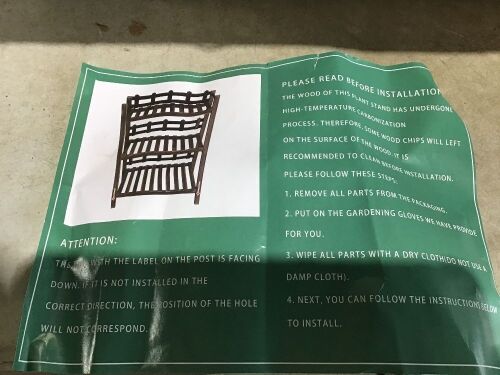 ATTENTION:
THE END WITH THE LABEL ON THE POST IS FACING
DOWN. IF IT IS NOT INSTALLED IN THE
CORRECT DIRECTION, THE POSITION OF THE HOLE
WILL NOT CORRESPOND.
PLEASE READ BEFORE INSTALLATION
THE WOOD OF THIS PLANT STAND HAS UNDERGONE
HIGH-TEMPERATURE CARBONIZATION
PROCESS. THEREFORE, SOME WOOD CHIPS WILL LEFT
ON THE SURFACE OF THE WOOD. IT IS
RECOMMENDED TO CLEAN BEFORE INSTALLATION.
PLEASE FOLLOW THESE STEPS:
1. REMOVE ALL PARTS FROM THE PACKAGING.
2. PUT ON THE GARDENING GLOVES WE HAVE PROVIDE
FOR YOU.
3. WIPE ALL PARTS WITH A DRY CLOTH(DO NOT USE A
DAMP CLOTH).
4. NEXT, YOU CAN FOLLOW THE INSTRUCTIONS BELOW
TO INSTALL.